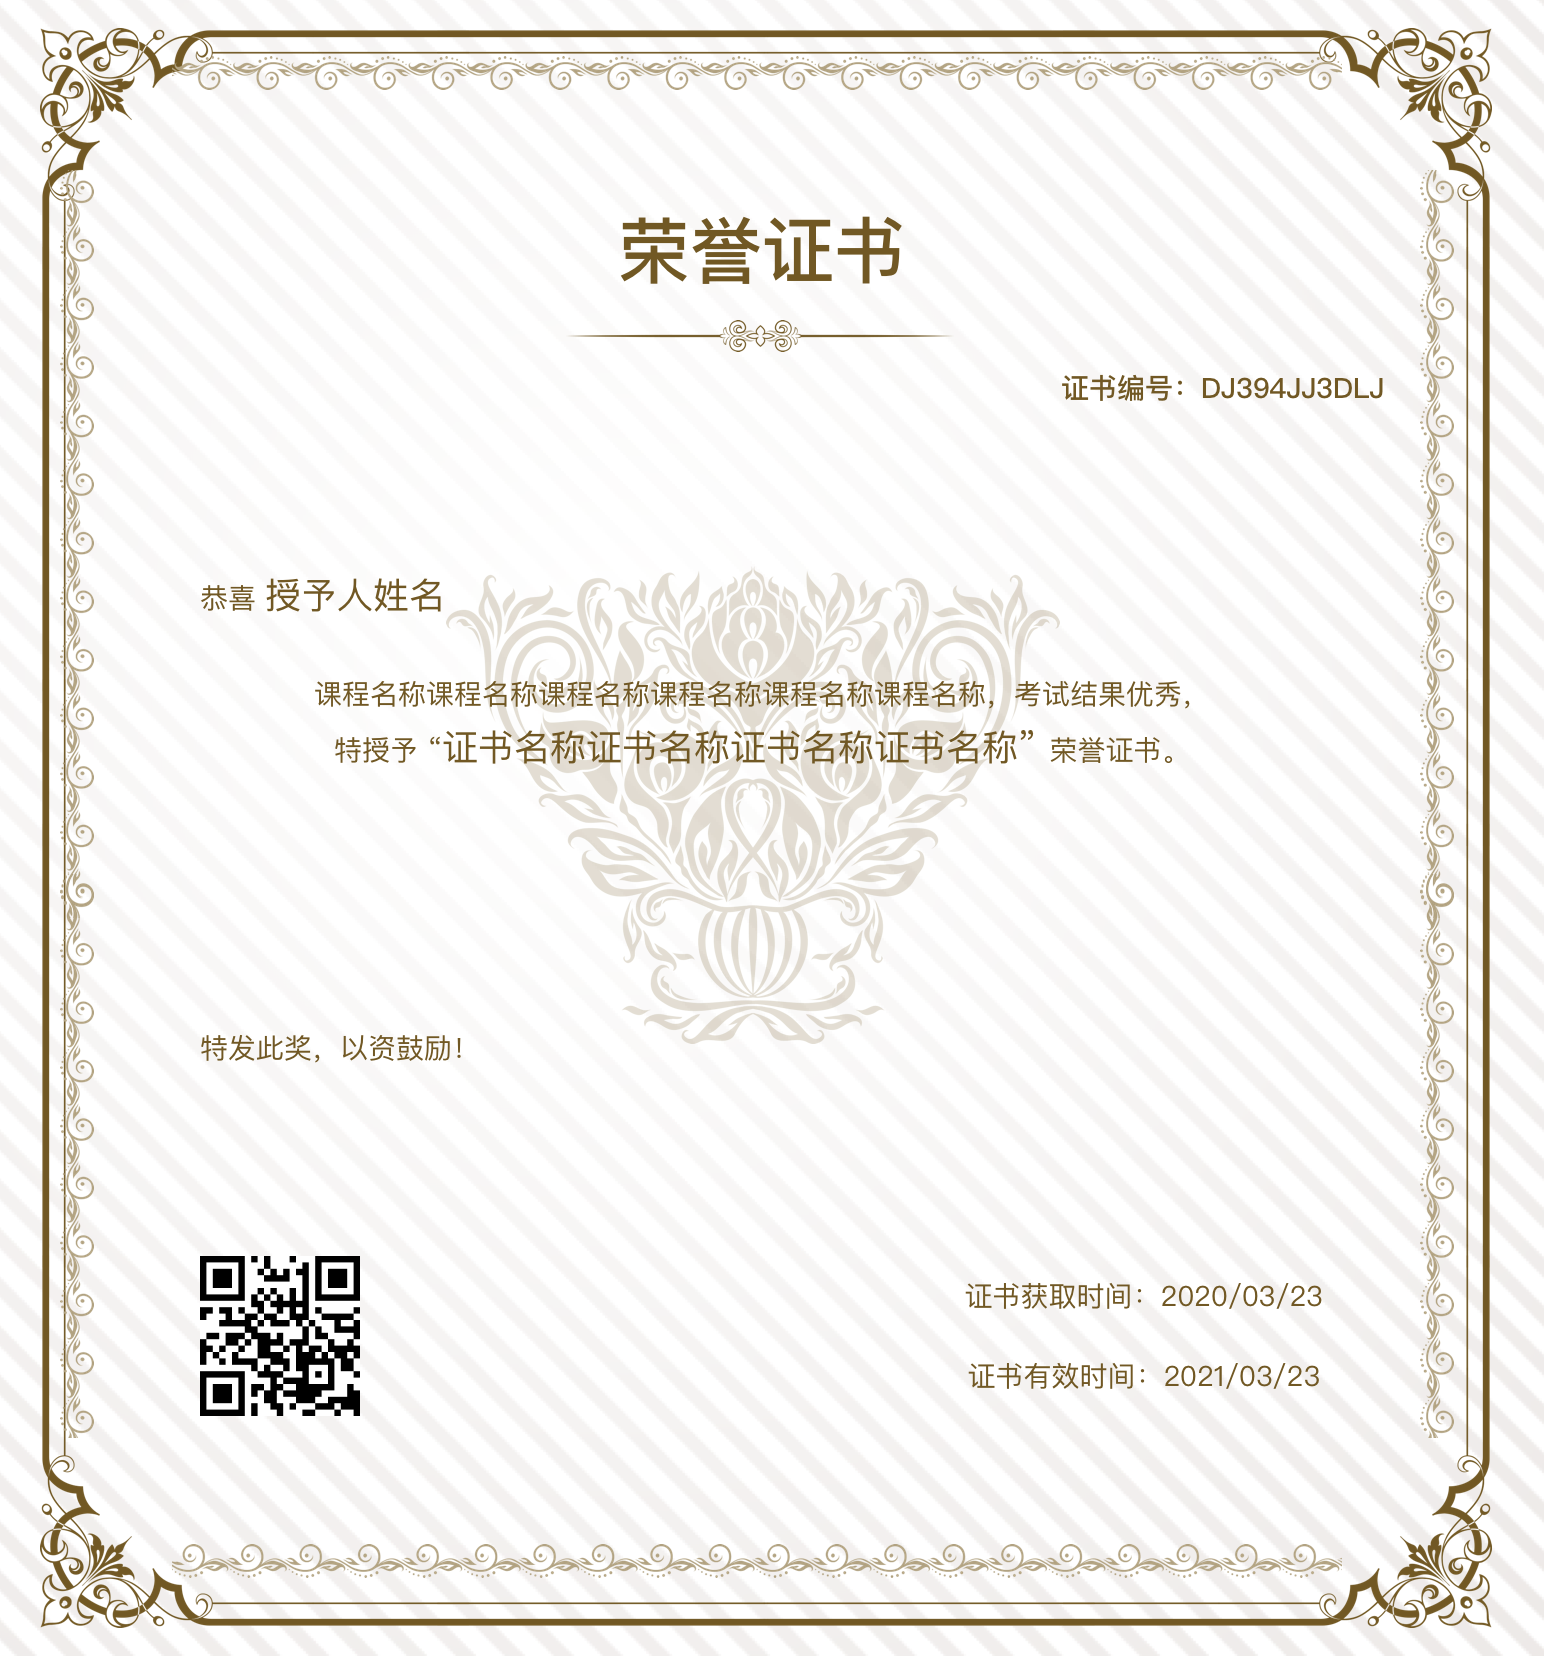 荣誉证书
证书编号：DJ394JJ3DLJ
恭喜 授予人姓名
课程名称课程名称课程名称课程名称课程名称课程名称，考试结果优秀，
特授予 “证书名称证书名称证书名称证书名称” 荣誉证书。
特发此奖，以资鼓励！
证书获取时间：2020/03/23
证书有效时间：2021/03/23